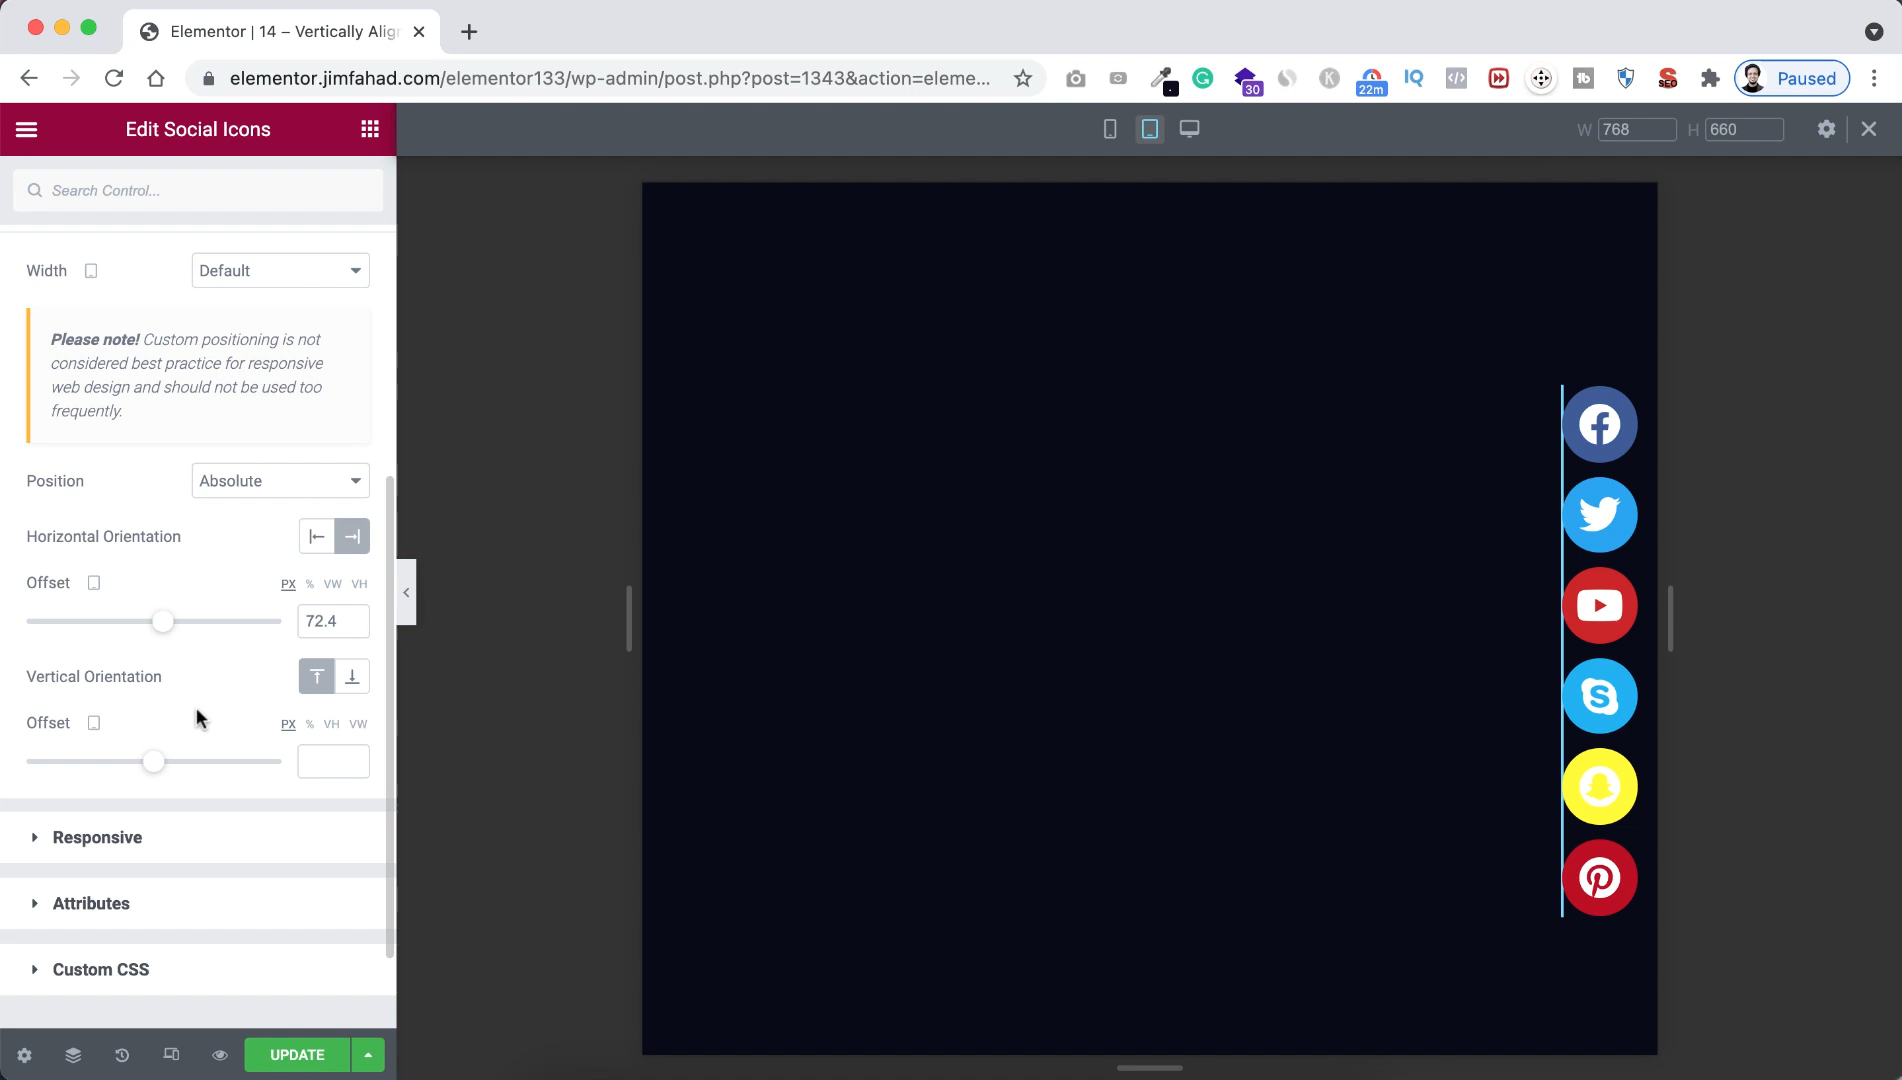 Elementor | 14 – Vertically Alig
elementor.jimfahad.com/elementor133/wp-admin/post.php?post=1343&action=eleme...
30
22m
IQ
K
tb
SEO
Paused
Edit Social Icons
W 768 H 660
Search Control...
Width Default
Please note! Custom positioning is not
considered best practice for responsive
web design and should not be used too
frequently.
Position Absolute
Horizontal Orientation
Offset PX % VW VH
72.4
Vertical Orientation
Offset PX % VH VW
Responsive
Attributes
Custom CSS
UPDATE